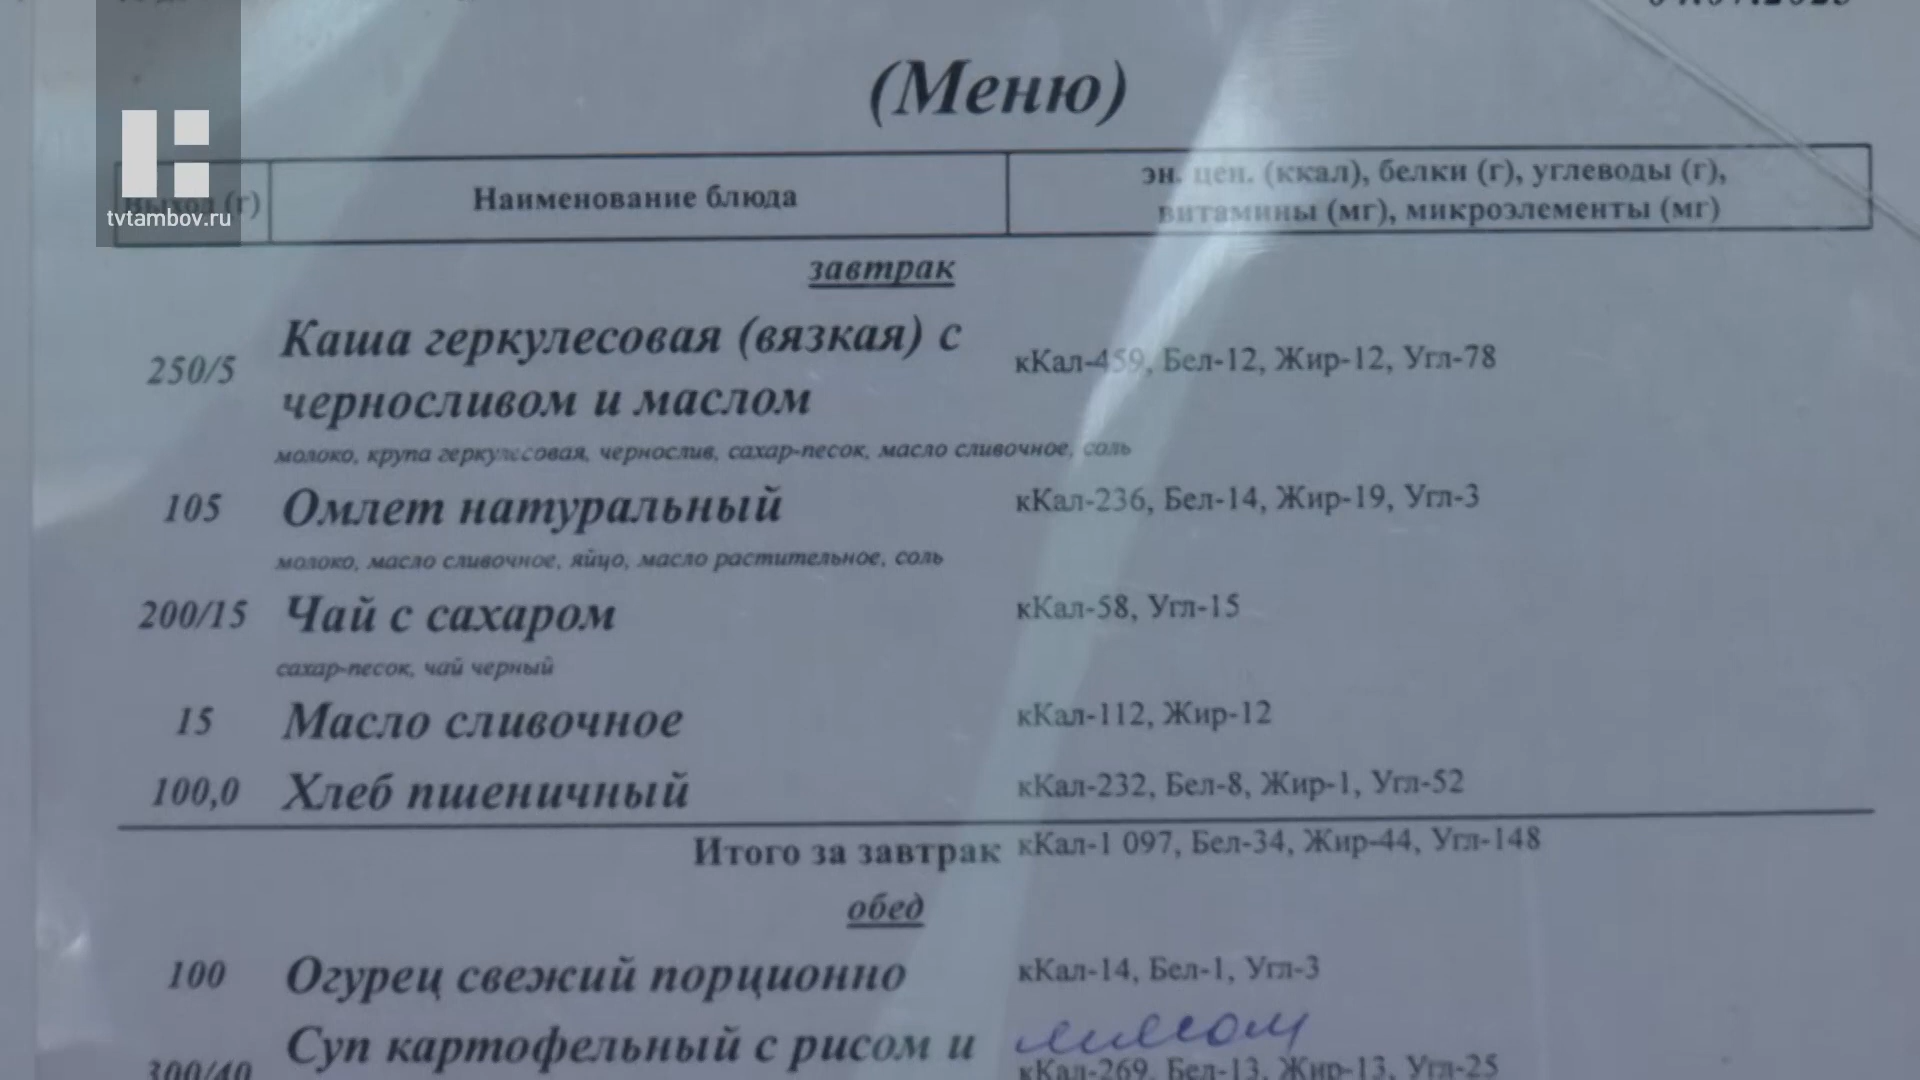 (Меню)
tvtambov.ru
Выход (г) Наименование блюда эн. цен. (ккал), белки (г), углеводы (г),
витамины (мг), микроэлементы (мг)
завтрак
250/5 Каша геркулесовая (вязкая) с
черносливом и маслом кКал-459, Бел-12, Жир-12, Угл-78
молоко, крупа геркулесовая, чернослив, сахар-песок, масло сливочное, соль
105 Омлет натуральный кКал-236, Бел-14, Жир-19, Угл-3
молоко, масло сливочное, яйцо, масло растительное, соль
200/15 Чай с сахаром кКал-58, Угл-15
сахар-песок, чай черный
15 Масло сливочное кКал-112, Жир-12
100,0 Хлеб пшеничный кКал-232, Бел-8, Жир-1, Угл-52
Итого за завтрак кКал-1 097, Бел-34, Жир-44, Угл-148
обед
100 Огурец свежий порционно кКал-14, Бел-1, Угл-3
Суп картофельный с рисом и
300/40 кКал-269, Бел-13, Жир-13, Угл-25